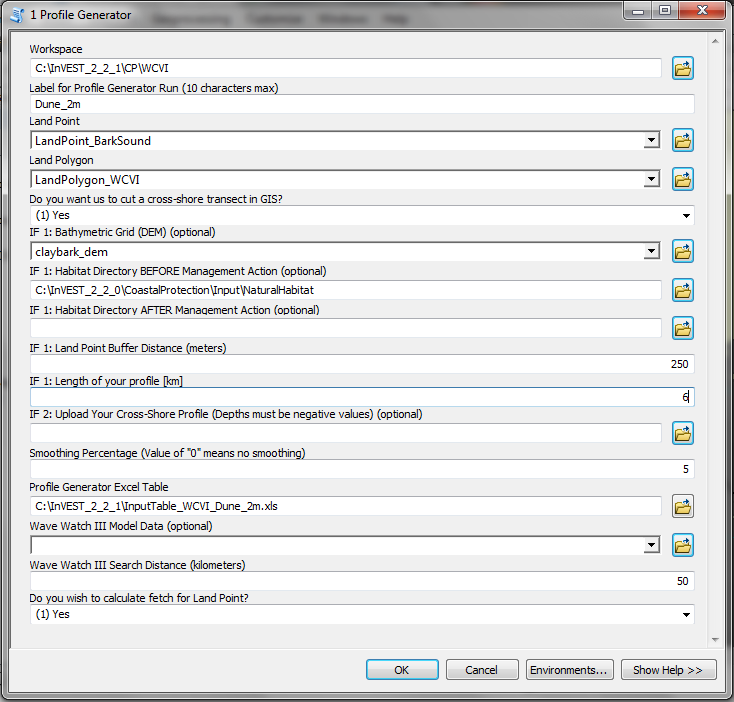 1 Profile Generator
Workspace
C:\InVEST_2_2_1\CP\WCVI
Label for Profile Generator Run (10 characters max)
Dune_2m
Land Point
LandPoint_BarkSound
Land Polygon
LandPolygon_WCVI
Do you want us to cut a cross-shore transect in GIS?
(1) Yes
IF 1: Bathymetric Grid (DEM) (optional)
claybark_dem
IF 1: Habitat Directory BEFORE Management Action (optional)
C:\InVEST_2_2_0\CoastalProtection\Input\NaturalHabitat
IF 1: Habitat Directory AFTER Management Action (optional)
IF 1: Land Point Buffer Distance (meters)
250
IF 1: Length of your profile [km]
6
IF 2: Upload Your Cross-Shore Profile (Depths must be negative values) (optional)
Smoothing Percentage (Value of "0" means no smoothing)
5
Profile Generator Excel Table
C:\InVEST_2_2_1\InputTable_WCVI_Dune_2m.xls
Wave Watch III Model Data (optional)
Wave Watch III Search Distance (kilometers)
50
Do you wish to calculate fetch for Land Point?
(1) Yes
OK Cancel Environments... Show Help >>